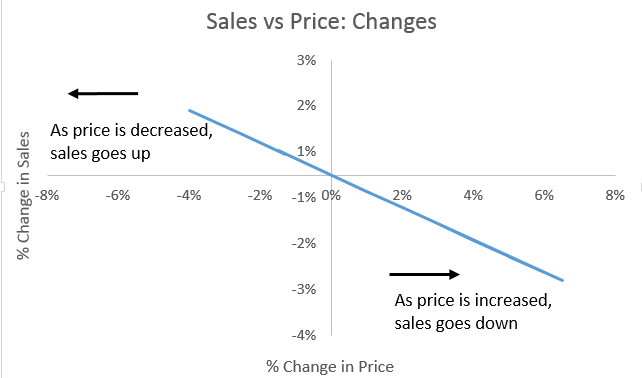 Sales vs Price: Changes
3%
2%
As price is decreased,
sales goes up
1%
% Change in Sales
-8% -6% -4% -2% 0% 2% 4% 6% 8%
-1%
-2%
-3%
As price is increased,
sales goes down
-4%
% Change in Price